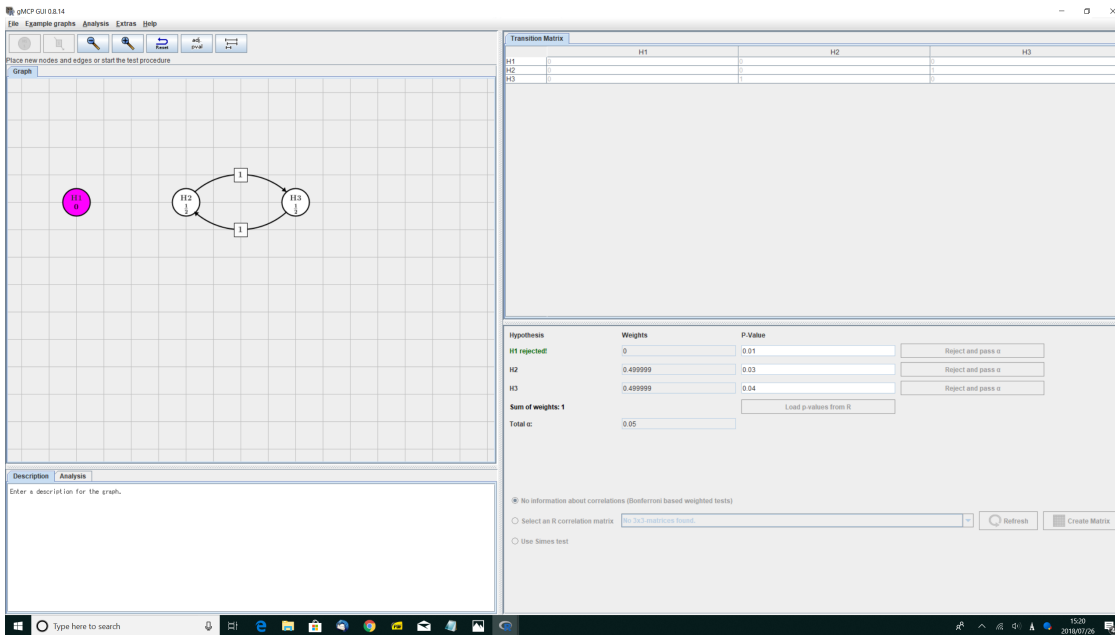 gMCP GUI 0.8.14
File Example graphs Analysis Extras Help
Reset
adj. pval
Place new nodes and edges or start the test procedure
Graph
H1
0
H2
1/2
H3
1/2
1
1
Description Analysis
Enter a description for the graph.
Transition Matrix
H1 H2 H3
H1 0 0 0
H2 0 0 1
H3 0 1 0
Hypothesis Weights P-Value
H1 rejected! 0 0.01 Reject and pass α
H2 0.499999 0.03 Reject and pass α
H3 0.499999 0.04 Reject and pass α
Sum of weights: 1 Load p-values from R
Total α: 0.05
No information about correlations (Bonferroni based weighted tests)
Select an R correlation matrix No 3x3 matrices found. Refresh Create Matrix
Use Simes test
Type here to search
A
15:20
2018/07/26